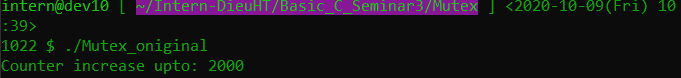 intern@dev10 [ ~/Intern-DieuHT/Basic_C_Seminar3/Mutex ] <2020-10-09(Fri) 10
:39>
1022 $ ./Mutex_oniginal
Counter increase upto: 2000